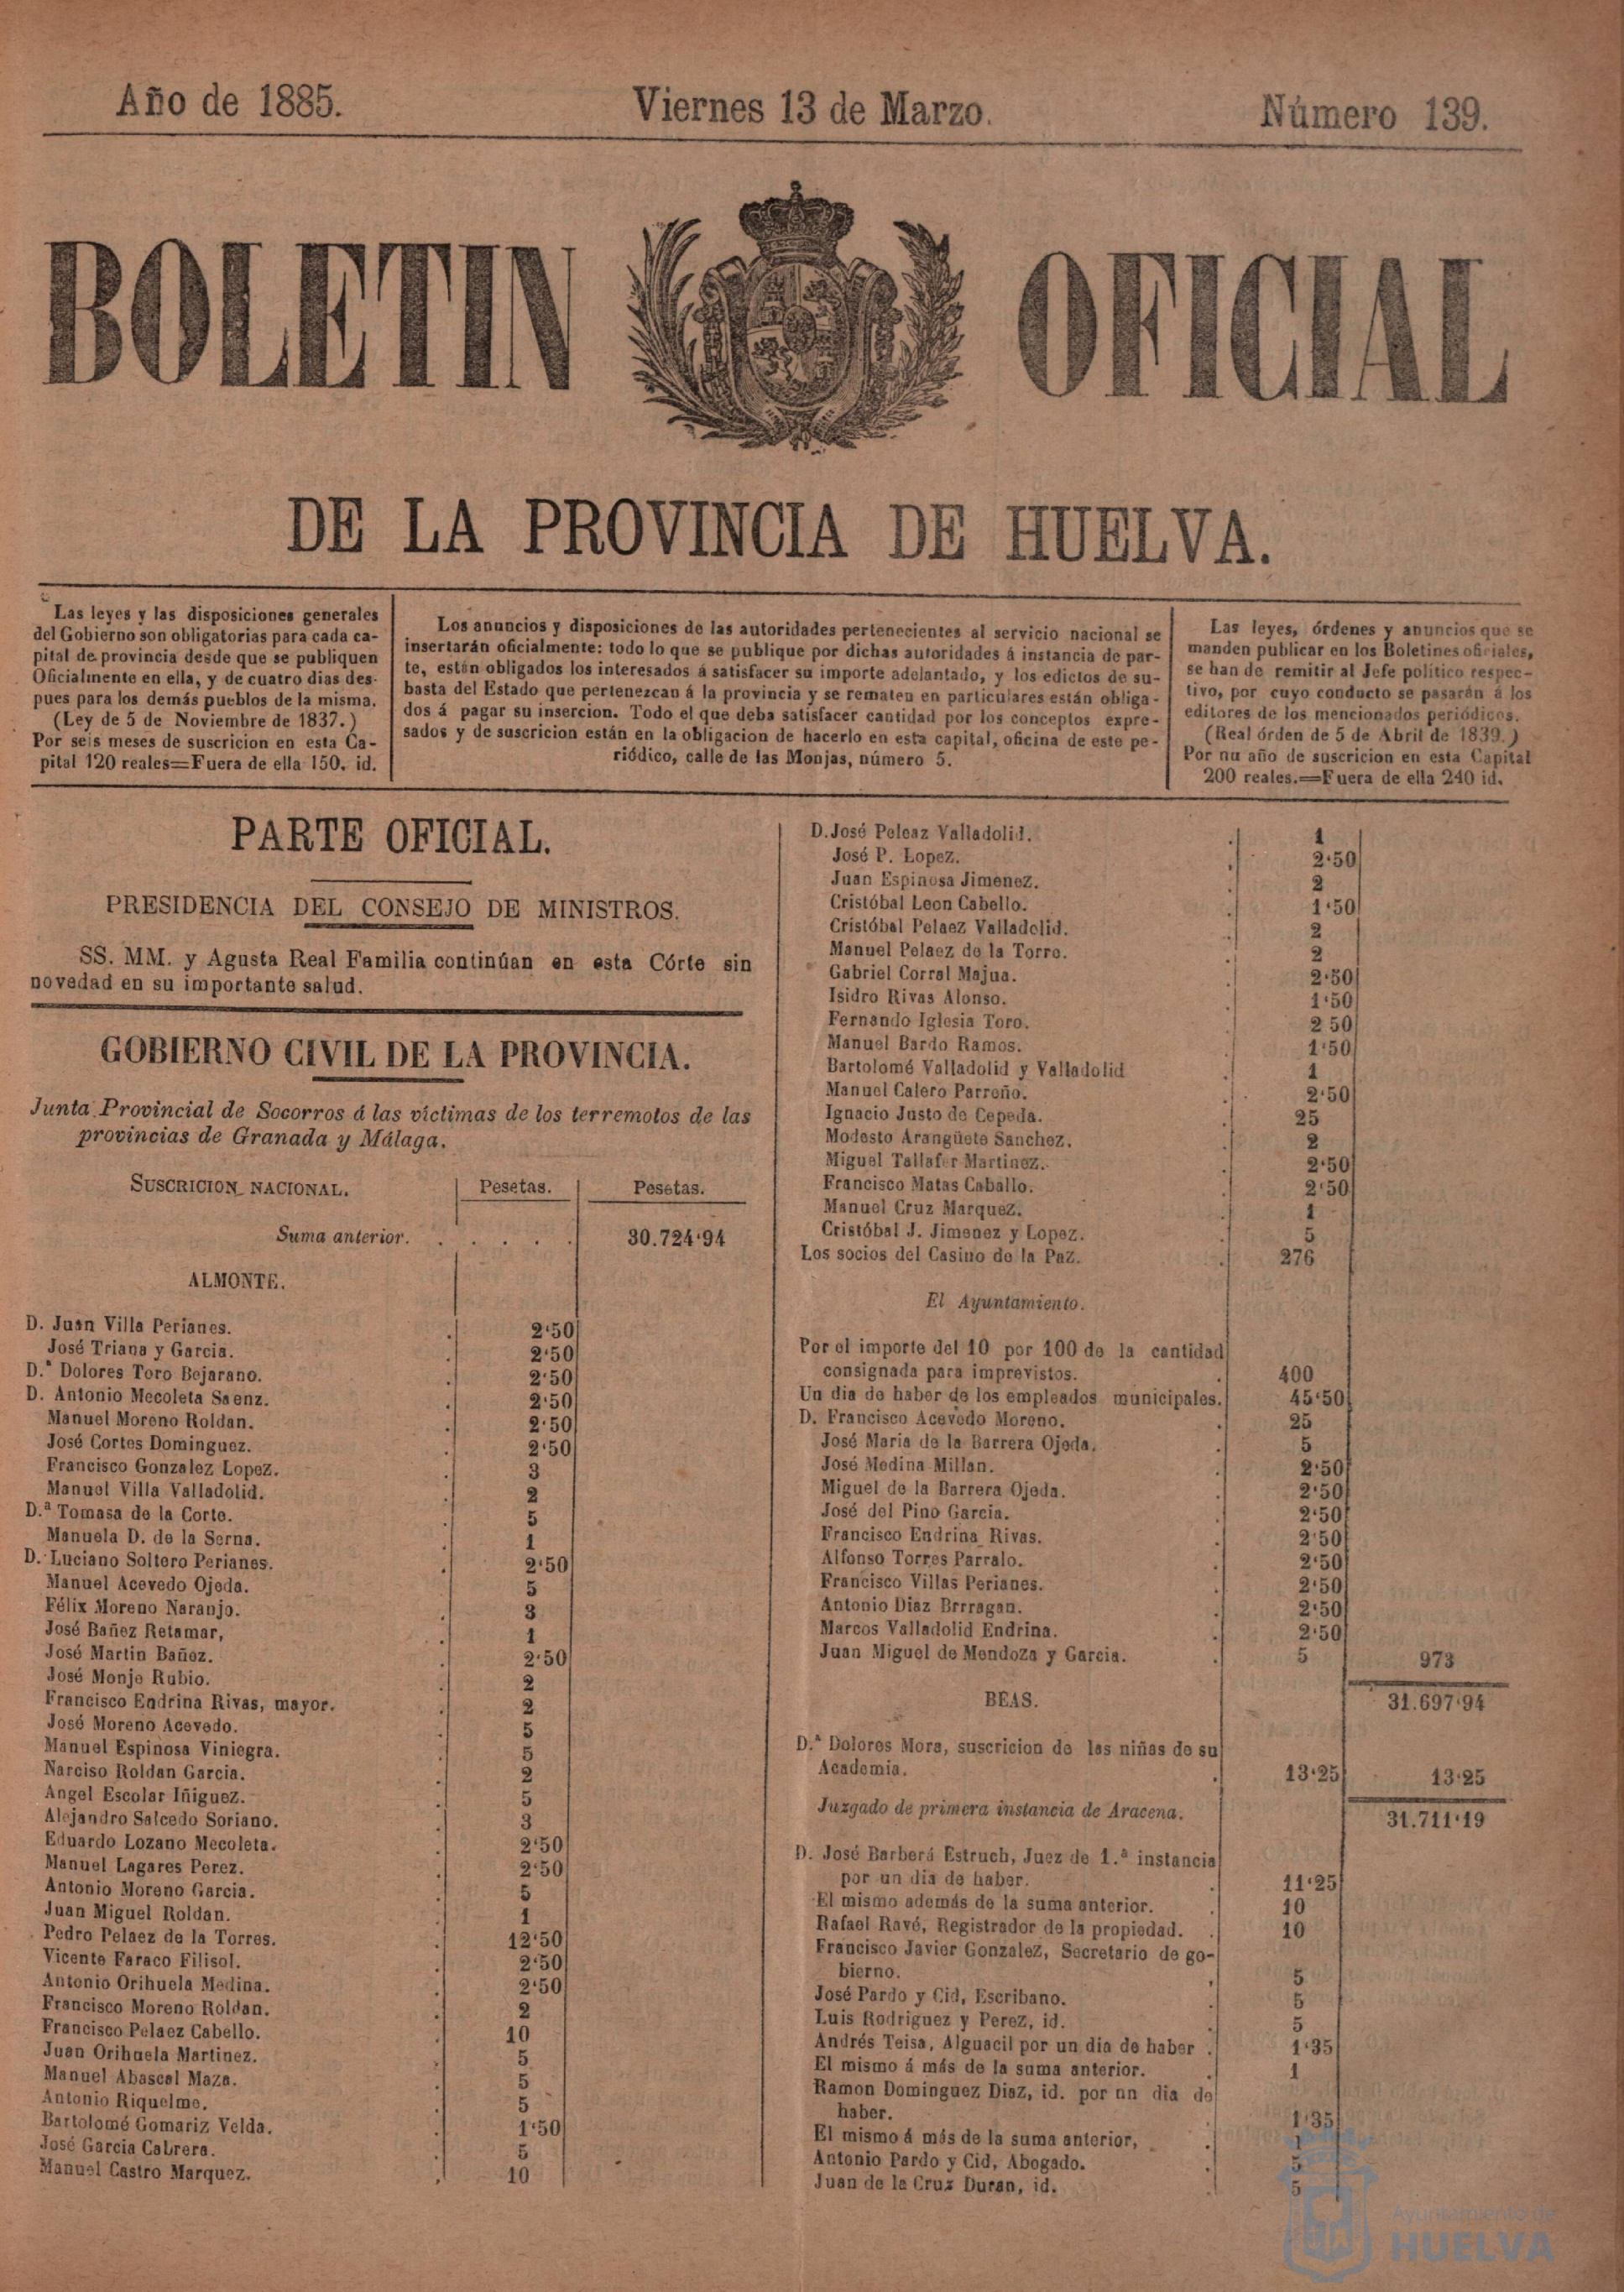 Año de 1885.
Viernes 13 de Marzo.
Número 139.
BOLETIN OFICIAL
DE LA PROVINCIA DE HUELVA.
Las leyes y las disposiciones generales
del Gobierno son obligatorias para cada ca-
pital de provincia desde que se publiquen
Oficialmente en ella, y de cuatro dias des-
pues para los demás pueblos de la misma.
(Ley de 5 de Noviembre de 1837.)
Por seis meses de suscricion en esta Ca-
pital 120 reales=Fuera de ella 150. id.
Los anuncios y disposiciones de las autoridades pertenecientes al servicio nacional se
insertarán oficialmente: todo lo que se publique por dichas autoridades á instancia de par-
te, están obligados los interesados á satisfacer su importe adelantado, y los edictos de su-
basta del Estado que pertenezcan á la provincia y se rematen en particulares están obliga-
dos á pagar su insercion. Todo el que deba satisfacer cantidad por los conceptos expre-
sados y de suscricion están en la obligacion de hacerlo en esta capital, oficina de este pe-
riódico, calle de las Monjas, número 5.
Las leyes, órdenes y anuncios que se
manden publicar en los Boletines oficiales,
se han de remitir al Jefe político respec-
tivo, por cuyo conducto se pasarán á los
editores de los mencionados periódicos.
(Real órden de 5 de Abril de 1839.)
Por nu año de suscricion en esta Capital
200 reales.=Fuera de ella 240 id.
PARTE OFICIAL.
PRESIDENCIA DEL CONSEJO DE MINISTROS.
SS. MM. y Agusta Real Familia continúan en esta Córte sin
novedad en su importante salud.
GOBIERNO CIVIL DE LA PROVINCIA.
Junta Provincial de Socorros á las víctimas de los terremotos de las
provincias de Granada y Málaga.
SUSCRICION NACIONAL. Pesetas. Pesetas.
Suma anterior. . . . . . 30.724'94
ALMONTE.
D. Juan Villa Perianes. . 2'50
José Triana y Garcia. . 2'50
D.ª Dolores Toro Bejarano. . 2'50
D. Antonio Mecoleta Saenz. . 2'50
Manuel Moreno Roldan. . 2'50
José Cortes Dominguez. . 2'50
Francisco Gonzalez Lopez. . 3
Manuel Villa Valladolid. . 2
D.ª Tomasa de la Corte. . 5
Manuela D. de la Serna. . 1
D. Luciano Soltero Perianes. . 2'50
Manuel Acevedo Ojeda. . 5
Félix Moreno Naranjo. . 3
José Bañez Retamar, . 1
José Martin Bañez. . 2'50
José Monje Rubio. . 2
Francisco Endrina Rivas, mayor. . 2
José Moreno Acevedo. . 5
Manuel Espinosa Viniegra. . 5
Narciso Roldan Garcia. . 2
Angel Escolar Iñiguez. . 5
Alejandro Salcedo Soriano. . 3
Eduardo Lozano Mecoleta. . 2'50
Manuel Lagares Perez. . 2'50
Antonio Moreno Garcia. . 5
Juan Miguel Roldan. . 1
Pedro Pelaez de la Torres. . 12'50
Vicente Faraco Filisol. . 2'50
Antonio Orihuela Medina. . 2'50
Francisco Moreno Roldan. . 2
Francisco Pelaez Cabello. . 10
Juan Orihuela Martinez. . 5
Manuel Abascal Maza. . 5
Antonio Riquelme. . 5
Bartolomé Gomariz Velda. . 1'50
José Garcia Cabrera. . 5
Manuel Castro Marquez. . 10
D. José Peleaz Valladolid. . 1
José P. Lopez. . 2'50
Juan Espinosa Jimenez. . 2
Cristóbal Leon Cabello. . 1'50
Cristóbal Pelaez Valladolid. . 2
Manuel Pelaez de la Torre. . 2
Gabriel Corral Majua. . 2'50
Isidro Rivas Alonso. . 1'50
Fernando Iglesia Toro. . 2 50
Manuel Bardo Ramos. . 1'50
Bartolomé Valladolid y Valladolid . 1
Manuel Calero Parreño. . 2'50
Ignacio Justo de Cepeda. . 25
Modesto Arangüete Sanchez. . 2
Miguel Tallafer Martinez. . 2'50
Francisco Matas Caballo. . 2'50
Manuel Cruz Marquez. . 1
Cristóbal J. Jimenez y Lopez. . 5
Los socios del Casino de la Paz. . 276
El Ayuntamiento.
Por el importe del 10 por 100 de la cantidad
consignada para imprevistos. . 400
Un dia de haber de los empleados municipales. 45'50
D. Francisco Acevedo Moreno. . 25
José Maria de la Barrera Ojeda. . 5
José Medina Millan. . 2'50
Miguel de la Barrera Ojeda. . 2'50
José del Pino Garcia. . 2'50
Francisco Endrina Rivas. . 2'50
Alfonso Torres Parralo. . 2'50
Francisco Villas Perianes. . 2'50
Antonio Diaz Brrragan. . 2'50
Marcos Valladolid Endrina. . 2'50
Juan Miguel de Mendoza y Garcia. . 5 973
BEAS. 31.697'94
D.ª Dolores Mora, suscricion de las niñas de su
Academia. . 13'25 13'25
Juzgado de primera instancia de Aracena. 31.711'19
D. José Barberá Estruch, Juez de 1.ª instancia
por un dia de haber. . 11'25
El mismo además de la suma anterior. . 10
Rafael Ravé, Registrador de la propiedad. . 10
Francisco Javier Gonzalez, Secretario de go-
bierno. . 5
José Pardo y Cid, Escribano. . 5
Luis Rodriguez y Perez, id. . 5
Andrés Teisa, Alguacil por un dia de haber . 1'35
El mismo á más de la suma anterior. . 1
Ramon Dominguez Diaz, id. por nn dia de
haber. . 1'35
El mismo á más de la suma anterior, . 1
Antonio Pardo y Cid, Abogado. . 5
Juan de la Cruz Duran, id. . 5
Ayuntamiento de
HUELVA